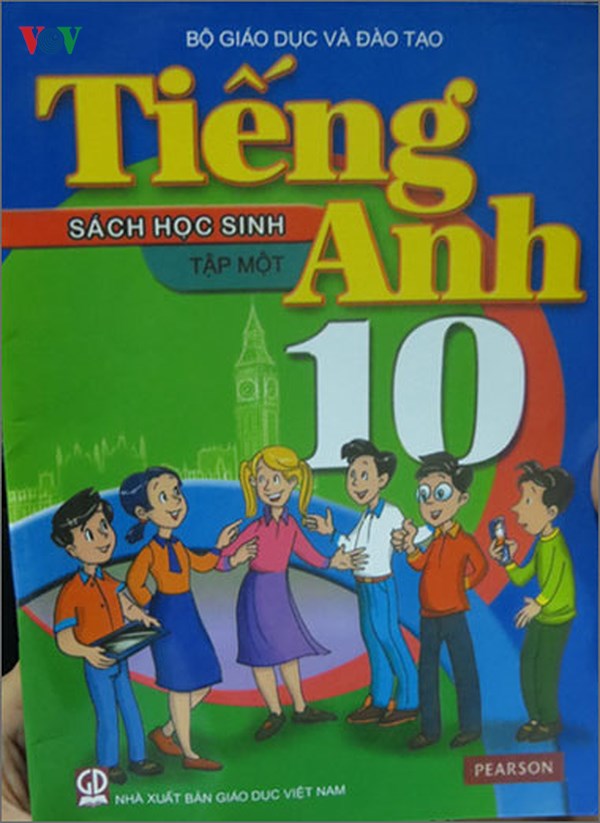 VOV
BỘ GIÁO DỤC VÀ ĐÀO TẠO
Tiếng
SÁCH HỌC SINH
Anh
TẬP MỘT
10
PEARSON
GD
NHÀ XUẤT BẢN GIÁO DỤC VIỆT NAM